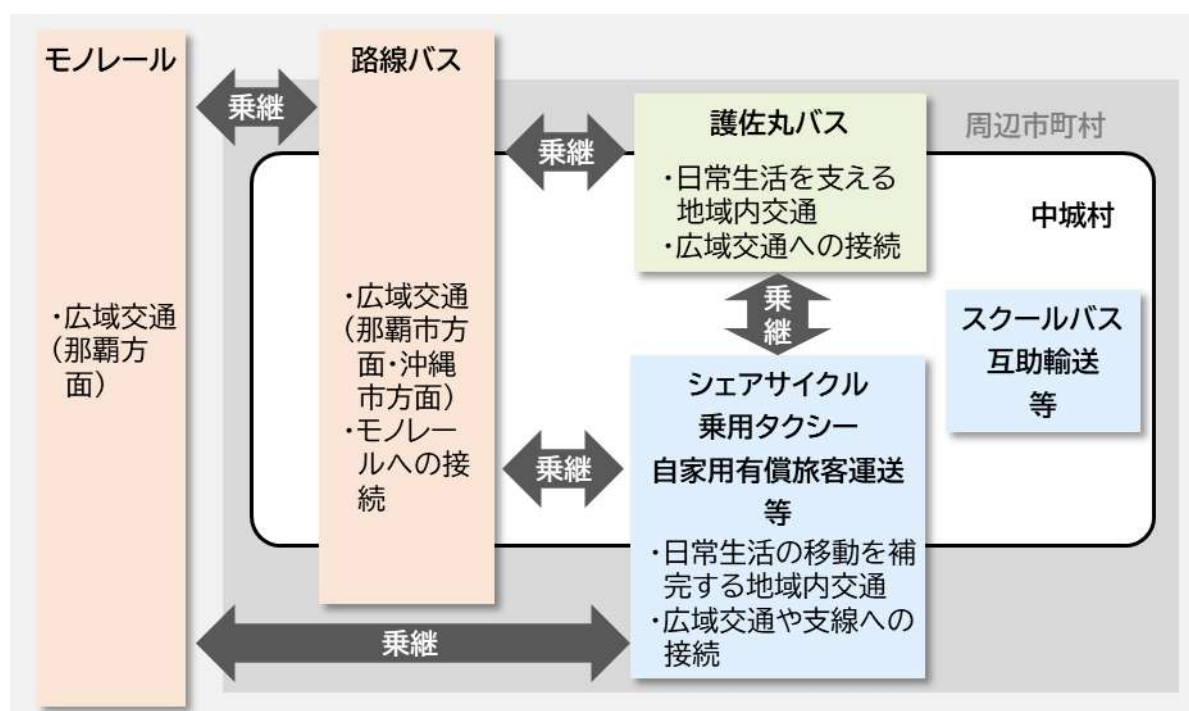 モノレール
・広域交通
(那覇方
面)
乗継
路線バス
・広域交通
(那覇市方
面・沖縄
市方面)
・モノレー
ルへの接
続
乗継
護佐丸バス
・日常生活を支える
地域内交通
・広域交通への接続
周辺市町村
中城村
乗
継
スクールバス
互助輸送
等
乗継
シェアサイクル
乗用タクシー
自家用有償旅客運送
等
・日常生活の移動を補
完する地域内交通
・広域交通や支線への
接続
乗継